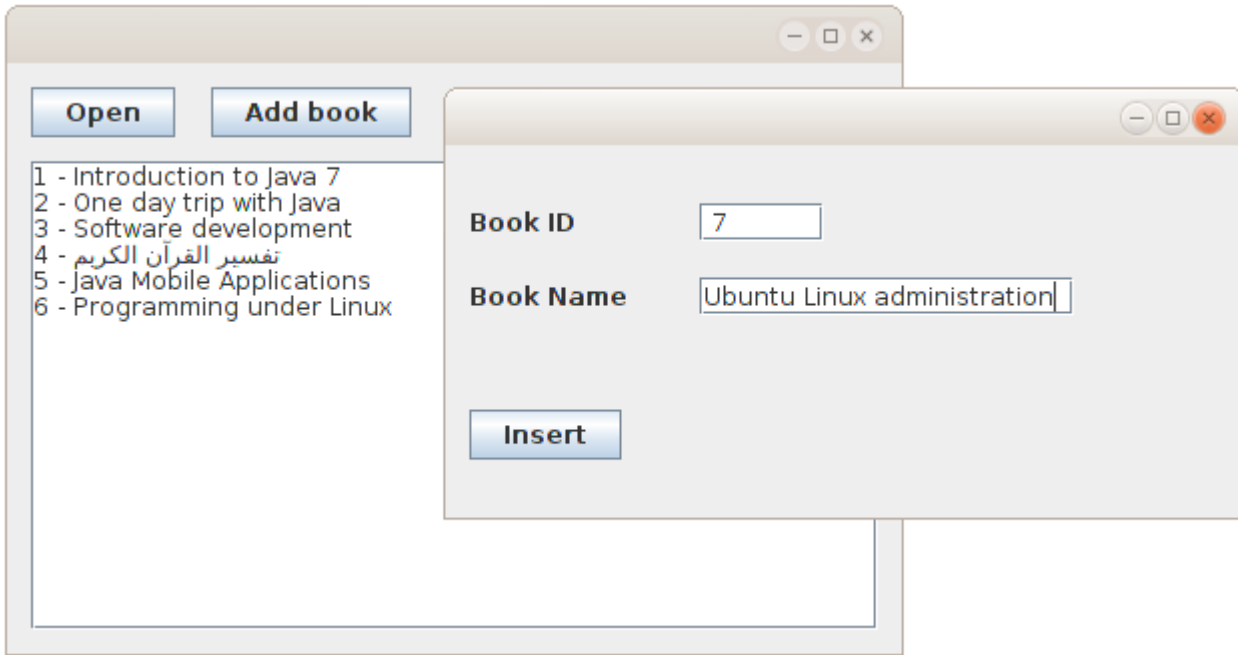 Open
Add book
1 - Introduction to Java 7
2 - One day trip with Java
3 - Software development
4 - تفسير القرآن الكريم
5 - Java Mobile Applications
6 - Programming under Linux
Book ID
7
Book Name
Ubuntu Linux administration
Insert